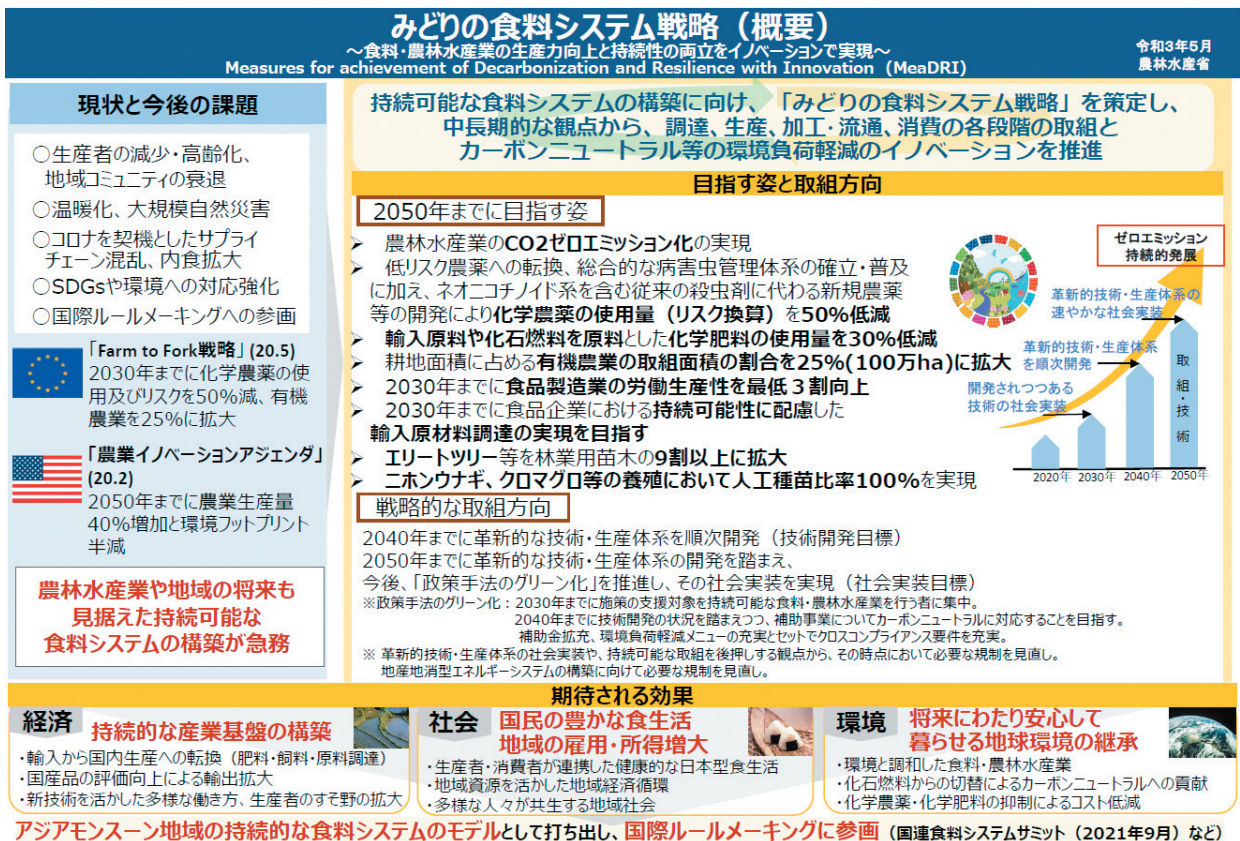 みどりの食料システム戦略（概要）
～食料・農林水産業の生産力向上と持続性の両立をイノベーションで実現～
Measures for achievement of Decarbonization and Resilience with Innovation（MeaDRI）
令和3年5月
農林水産省
現状と今後の課題
○生産者の減少・高齢化、
地域コミュニティの衰退
○温暖化、大規模自然災害
○コロナを契機としたサプライ
チェーン混乱、内食拡大
○SDGsや環境への対応強化
○国際ルールメーキングへの参画
「Farm to Fork戦略」(20.5)
2030年までに化学農薬の使
用及びリスクを50%減、有機
農業を25%に拡大
「農業イノベーションアジェンダ」
(20.2)
2050年までに農業生産量
40%増加と環境フットプリント
半減
農林水産業や地域の将来も
見据えた持続可能な
食料システムの構築が急務
持続可能な食料システムの構築に向け、「みどりの食料システム戦略」を策定し、
中長期的な観点から、調達、生産、加工・流通、消費の各段階の取組と
カーボンニュートラル等の環境負荷軽減のイノベーションを推進
目指す姿と取組方向
2050年までに目指す姿
➢ 農林水産業のCO2ゼロエミッション化の実現
➢ 低リスク農薬への転換、総合的な病害虫管理体系の確立・普及
に加え、ネオニコチノイド系を含む従来の殺虫剤に代わる新規農薬
等の開発により化学農薬の使用量（リスク換算）を50%低減
➢ 輸入原料や化石燃料を原料とした化学肥料の使用量を30%低減
➢ 耕地面積に占める有機農業の取組面積の割合を25%(100万ha)に拡大
➢ 2030年までに食品製造業の労働生産性を最低３割向上
➢ 2030年までに食品企業における持続可能性に配慮した
輸入原材料調達の実現を目指す
➢ エリートツリー等を林業用苗木の9割以上に拡大
➢ ニホンウナギ、クロマグロ等の養殖において人工種苗比率100%を実現
ゼロエミッション
持続的発展
革新的技術・生産体系の
速やかな社会実装
革新的技術・生産体系
を順次開発
開発されつつある
技術の社会実装
取組・技術
2020年 2030年 2040年 2050年
戦略的な取組方向
2040年までに革新的な技術・生産体系を順次開発（技術開発目標）
2050年までに革新的な技術・生産体系の開発を踏まえ、
今後、「政策手法のグリーン化」を推進し、その社会実装を実現（社会実装目標）
※政策手法のグリーン化：2030年までに施策の支援対象を持続可能な食料・農林水産業を行う者に集中。
2040年までに技術開発の状況を踏まえつつ、補助事業についてカーボンニュートラルに対応することを目指す。
補助金拡充、環境負荷軽減メニューの充実とセットでクロスコンプライアンス要件を充実。
※ 革新的技術・生産体系の社会実装や、持続可能な取組を後押しする観点から、その時点において必要な規制を見直し。
地産地消型エネルギーシステムの構築に向けて必要な規制を見直し。
期待される効果
経済
持続的な産業基盤の構築
・輸入から国内生産への転換（肥料・飼料・原料調達）
・国産品の評価向上による輸出拡大
・新技術を活かした多様な働き方、生産者のすそ野の拡大
社会
国民の豊かな食生活
地域の雇用・所得増大
・生産者・消費者が連携した健康的な日本型食生活
・地域資源を活かした地域経済循環
・多様な人々が共生する地域社会
環境
将来にわたり安心して
暮らせる地球環境の継承
・環境と調和した食料・農林水産業
・化石燃料からの切替によるカーボンニュートラルへの貢献
・化学農薬・化学肥料の抑制によるコスト低減
アジアモンスーン地域の持続的な食料システムのモデルとして打ち出し、国際ルールメーキングに参画（国連食料システムサミット（2021年9月）など）